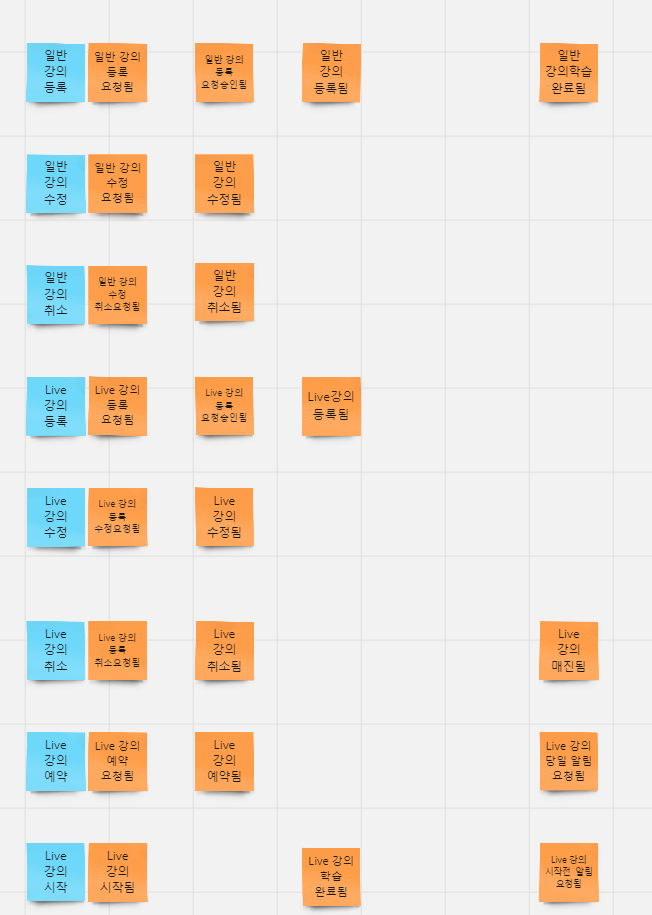 일반
강의
등록
일반 강의
등록
요청됨
일반 강의
등록
요청승인됨
일반
강의
등록됨
일반
강의학습
완료됨
일반
강의
수정
일반 강의
수정
요청됨
일반
강의
수정됨
일반
강의
취소
일반 강의
수정
취소요청됨
일반
강의
취소됨
Live
강의
등록
Live 강의
등록
요청됨
Live 강의
등록
요청승인됨
Live강의
등록됨
Live
강의
수정
Live 강의
등록
수정요청됨
Live
강의
수정됨
Live
강의
취소
Live 강의
등록
취소요청됨
Live
강의
취소됨
Live
강의
매진됨
Live
강의
예약
Live 강의
예약
요청됨
Live
강의
예약됨
Live 강의
당일 알림
요청됨
Live
강의
시작
Live
강의
시작됨
Live 강의
학습
완료됨
Live 강의
시작전 알림
요청됨